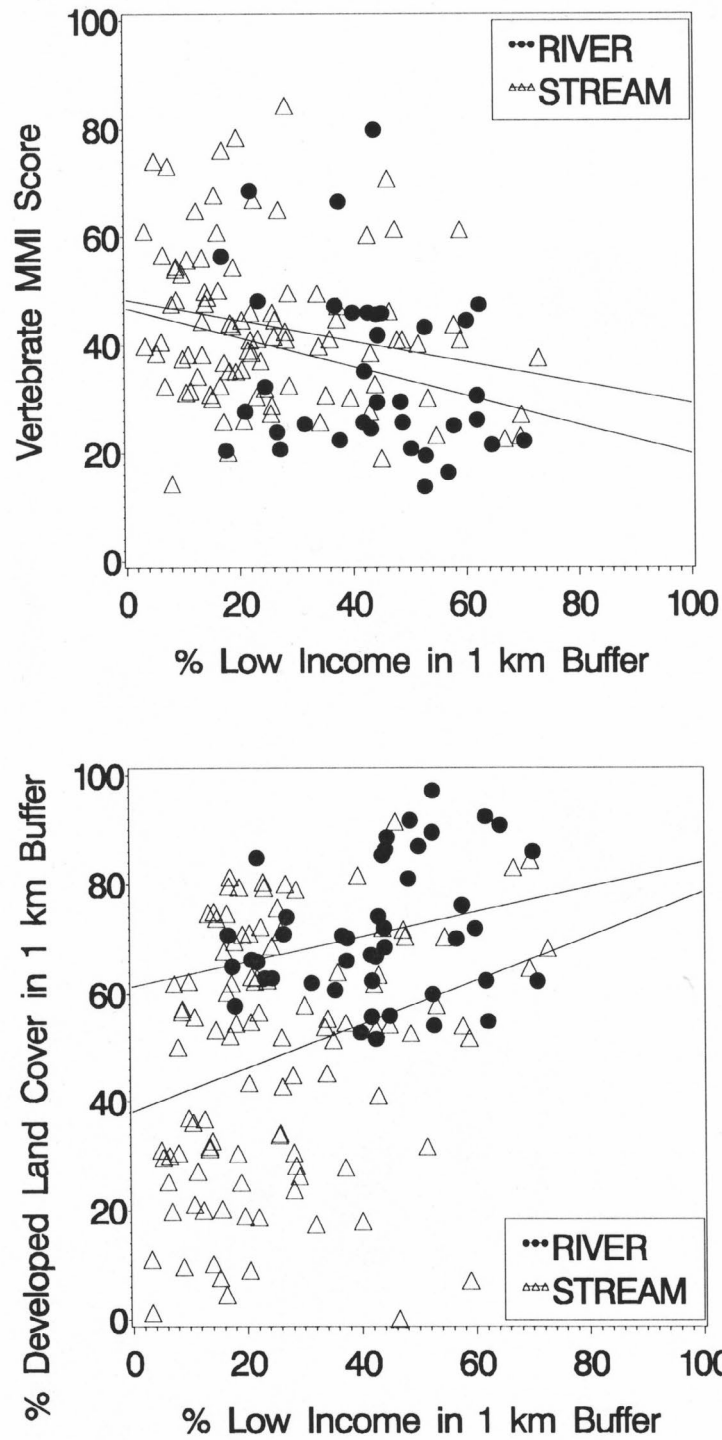 100
80
60
40
20
0
Vertebrate MMI Score
RIVER
STREAM
0 20 40 60 80 100
% Low Income in 1 km Buffer
100
80
60
40
20
0
% Developed Land Cover in 1 km Buffer
RIVER
STREAM
0 20 40 60 80 100
% Low Income in 1 km Buffer